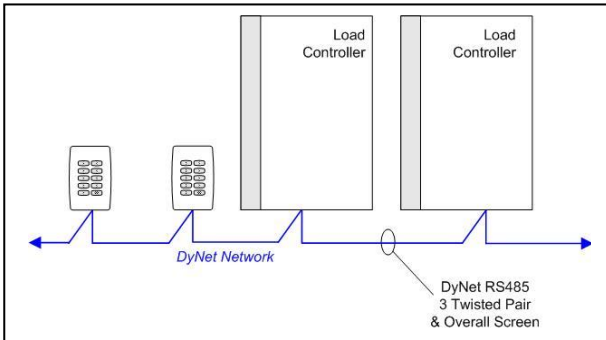 Load
Controller
Load
Controller
DyNet Network
DyNet RS485
3 Twisted Pair
& Overall Screen